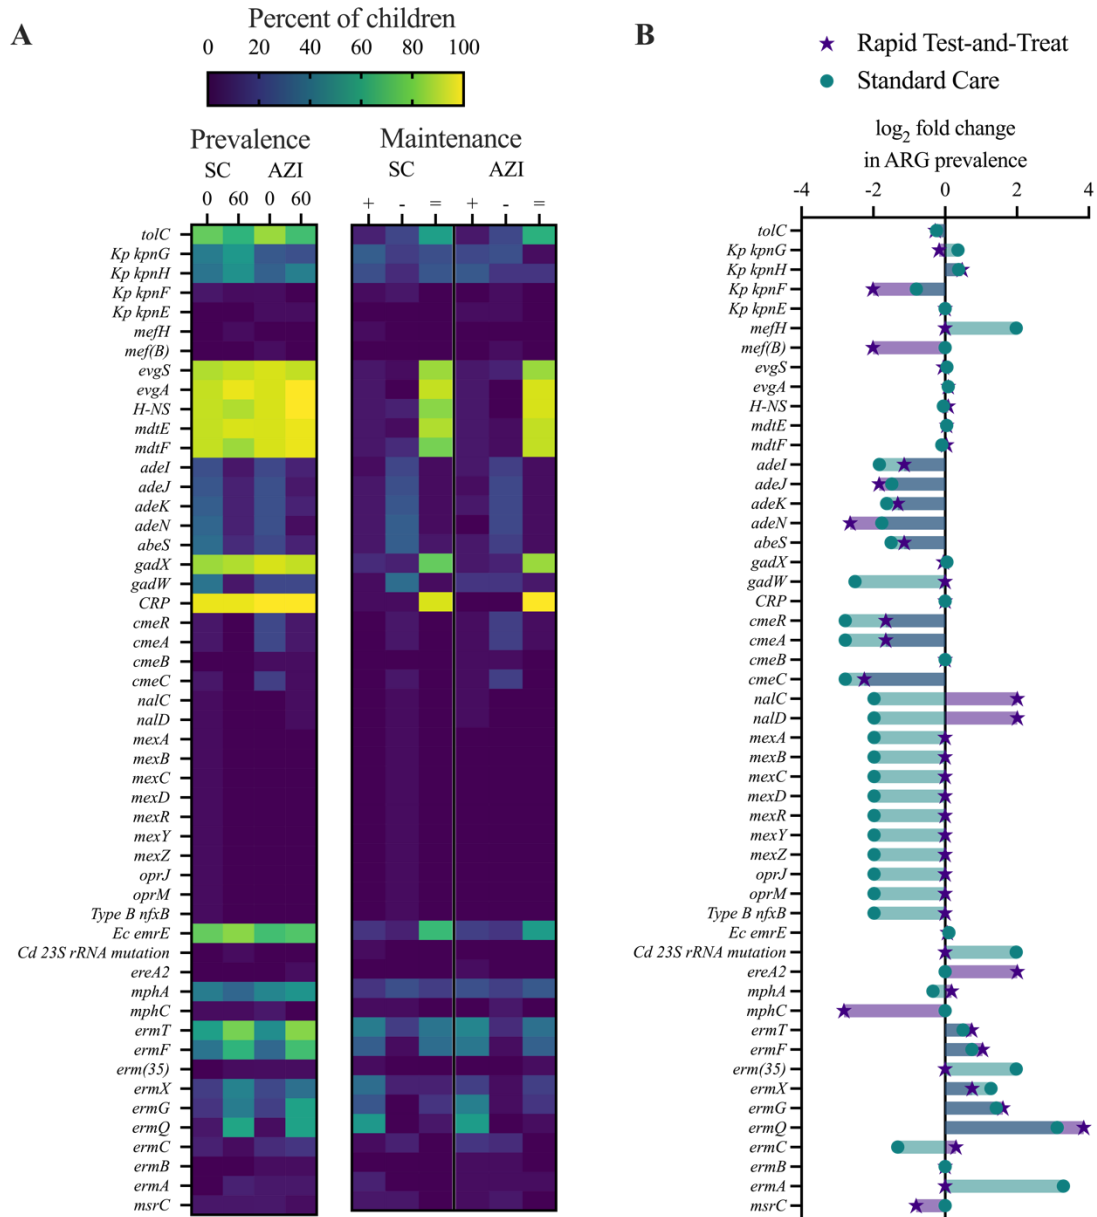 A
Percent of children
0 20 40 60 80 100
Prevalence Maintenance
SC AZI SC AZI
0 60 0 60 + - = + - =
tolC
Kp kpnG
Kp kpnH
Kp kpnF
Kp kpnE
mefH
mef(B)
evgS
evgA
H-NS
mdtE
mdtF
adeI
adeJ
adeK
adeN
abeS
gadX
gadW
CRP
cmeR
cmeA
cmeB
cmeC
nalC
nalD
mexA
mexB
mexC
mexD
mexR
mexY
mexZ
oprJ
oprM
Type B nfxB
Ec emrE
Cd 23S rRNA mutation
ereA2
mphA
mphC
ermT
ermF
erm(35)
ermX
ermG
ermQ
ermC
ermB
ermA
msrC
B
Rapid Test-and-Treat
Standard Care
log2 fold change
in ARG prevalence
-4 -2 0 2 4
tolC
Kp kpnG
Kp kpnH
Kp kpnF
Kp kpnE
mefH
mef(B)
evgS
evgA
H-NS
mdtE
mdtF
adeI
adeJ
adeK
adeN
abeS
gadX
gadW
CRP
cmeR
cmeA
cmeB
cmeC
nalC
nalD
mexA
mexB
mexC
mexD
mexR
mexY
mexZ
oprJ
oprM
Type B nfxB
Ec emrE
Cd 23S rRNA mutation
ereA2
mphA
mphC
ermT
ermF
erm(35)
ermX
ermG
ermQ
ermC
ermB
ermA
msrC